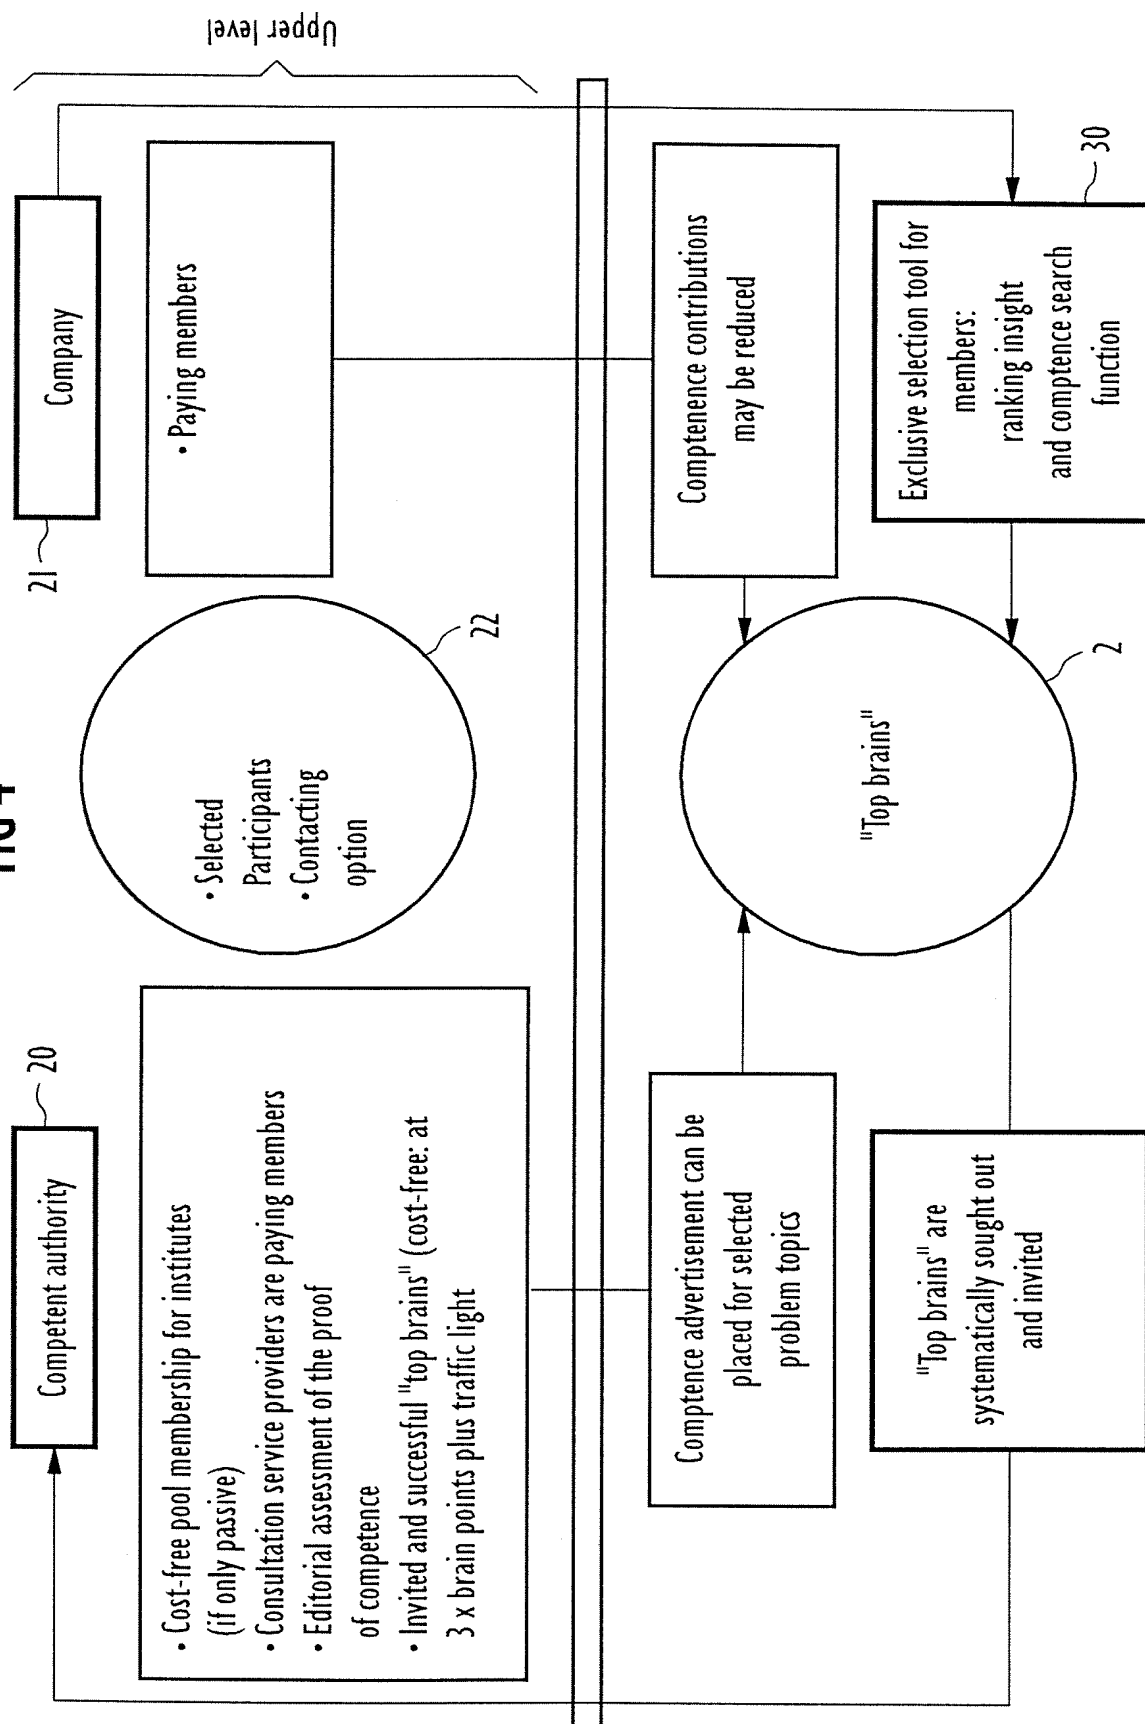 FIG 4
Competent authority
20
21
Company
Upper level
• Cost-free pool membership for institutes
(if only passive)
• Consultation service providers are paying members
• Editorial assessment of the proof
of competence
• Invited and successful "top brains" (cost-free: at
3 x brain points plus traffic light
• Selected
Participants
• Contacting
option
22
• Paying members
Comptence advertisement can be
placed for selected
problem topics
"Top brains"
2
Comptenence contributions
may be reduced
"Top brains" are
systematically sought out
and invited
Exclusive selection tool for
members:
ranking insight
and comptence search
function
30